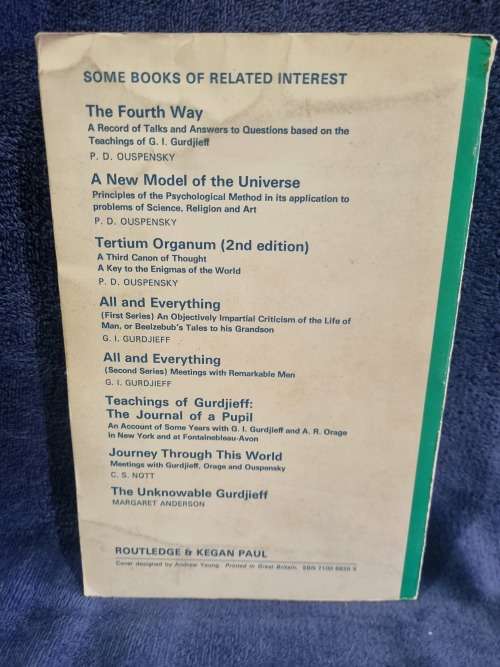 SOME BOOKS OF RELATED INTEREST
The Fourth Way
A Record of Talks and Answers to Questions based on the
Teachings of G. I. Gurdjieff
P. D. OUSPENSKY
A New Model of the Universe
Principles of the Psychological Method in its application to
problems of Science, Religion and Art
P. D. OUSPENSKY
Tertium Organum (2nd edition)
A Third Canon of Thought
A Key to the Enigmas of the World
P. D. OUSPENSKY
All and Everything
(First Series) An Objectively Impartial Criticism of the Life of
Man, or Beelzebub's Tales to his Grandson
G. I. GURDJIEFF
All and Everything
(Second Series) Meetings with Remarkable Men
G. I. GURDJIEFF
Teachings of Gurdjieff:
The Journal of a Pupil
An Account of Some Years with G. I. Gurdjieff and A. R. Orage
in New York and at Fontainebleau-Avon
Journey Through This World
Meetings with Gurdjieff, Orage and Ouspensky
C. S. NOTT
The Unknowable Gurdjieff
MARGARET ANDERSON
ROUTLEDGE & KEGAN PAUL
Cover designed by Andrew Young. Printed in Great Britain. SBN 7100